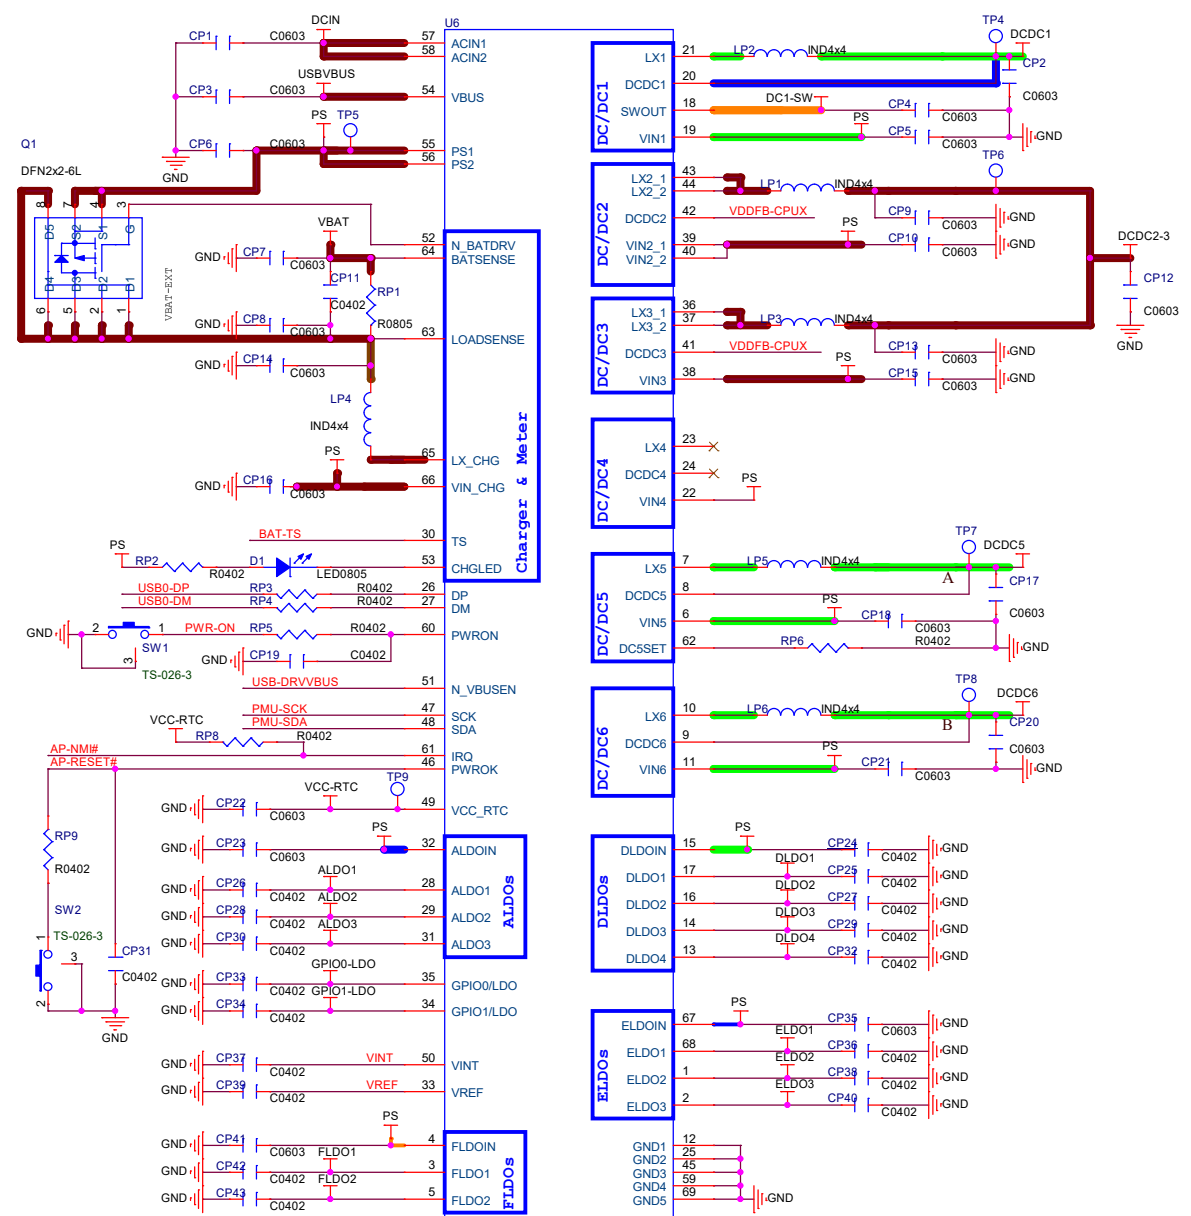 U6
DCIN
CP1 C0603 57 ACIN1
58 ACIN2
USBVBUS
CP3 C0603 54 VBUS
PS TP5
CP6 C0603 55 PS1
56 PS2
GND
Q1
DFN2x2-6L
8 7 4 3
D5 S2 S1 G
D4 D3 D2 D1
6 5 2 1
VBAT-EXT
VBAT
52 N_BATDRV
GND CP7 C0603 64 BATSENSE
CP11
C0402
RP1
R0805
GND CP8 C0603
63 LOADSENSE
GND CP14 C0603
LP4
IND4x4
PS
65 LX_CHG
GND CP16 C0603 66 VIN_CHG
Charger & Meter
BAT-TS 30 TS
PS
RP2 R0402 D1 LED0805 53 CHGLED
USB0-DP RP3 R0402 26 DP
USB0-DM RP4 R0402 27 DM
GND 2 1 PWR-ON RP5 R0402 60 PWRON
SW1
3
TS-026-3
GND CP19 C0402
USB-DRVVBUS 51 N_VBUSEN
PMU-SCK 47 SCK
PMU-SDA 48 SDA
VCC-RTC
RP8 R0402
AP-NMI# 61 IRQ
AP-RESET# 46 PWROK
VCC-RTC TP9
GND CP22 C0603 49 VCC_RTC
RP9
R0402
SW2
1
TS-026-3
3
2
CP31
C0402
GND
PS
GND CP23 C0603 32 ALDOIN
ALDO1
GND CP26 C0402 28 ALDO1
ALDO2
GND CP28 C0402 29 ALDO2
ALDO3
GND CP30 C0402 31 ALDO3
ALDOs
GPIO0-LDO
GND CP33 C0402 35 GPIO0/LDO
GPIO1-LDO
GND CP34 C0402 34 GPIO1/LDO
GND CP37 C0402 VINT 50 VINT
GND CP39 C0402 VREF 33 VREF
PS
GND CP41 C0603 4 FLDOIN
FLDO1
GND CP42 C0402 3 FLDO1
FLDO2
GND CP43 C0402 5 FLDO2
FLDOs
DC/DC1
TP4 DCDC1
LX1 21 LP2 IND4x4
CP2
C0603
DCDC1 20
DC1-SW
SWOUT 18 CP4 C0603
PS
VIN1 19 CP5 C0603 GND
DC/DC2
TP6
LX2_1 43
LX2_2 44 LP1 IND4x4
DCDC2 42 VDDFB-CPUX CP9 C0603 GND
PS
VIN2_1 39 CP10 C0603 GND
VIN2_2 40
DCDC2-3
CP12
C0603
GND
DC/DC3
LX3_1 36
LX3_2 37 LP3 IND4x4
DCDC3 41 VDDFB-CPUX CP13 C0603 GND
PS
VIN3 38 CP15 C0603 GND
DC/DC4
LX4 23
DCDC4 24
VIN4 22 PS
DC/DC5
TP7 DCDC5
LX5 7 LP5 IND4x4 A
CP17
C0603
DCDC5 8
PS
VIN5 6 CP18 C0603
DC5SET 62 RP6 R0402 GND
DC/DC6
TP8 DCDC6
LX6 10 LP6 IND4x4 B
CP20
C0603
DCDC6 9
PS
VIN6 11 CP21 C0603 GND
DLDOs
PS
DLDOIN 15 CP24 C0402 GND
DLDO1
DLDO1 17 CP25 C0402 GND
DLDO2
DLDO2 16 CP27 C0402 GND
DLDO3
DLDO3 14 CP29 C0402 GND
DLDO4
DLDO4 13 CP32 C0402 GND
ELDOs
PS
ELDOIN 67 CP35 C0603 GND
ELDO1
ELDO1 68 CP36 C0402 GND
ELDO2
ELDO2 1 CP38 C0402 GND
ELDO3
ELDO3 2 CP40 C0402 GND
GND1 12
GND2 25
GND3 45
GND4 59
GND5 69 GND